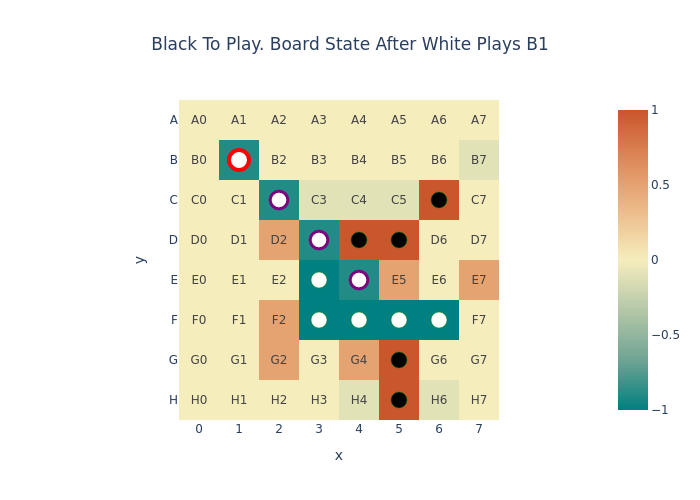 Black To Play. Board State After White Plays B1
A A0 A1 A2 A3 A4 A5 A6 A7
B B0 B2 B3 B4 B5 B6 B7
C C0 C1 C3 C4 C5 C7
D D0 D1 D2 D6 D7
E E0 E1 E2 E5 E6 E7
F F0 F1 F2 F7
G G0 G1 G2 G3 G4 G6 G7
H H0 H1 H2 H3 H4 H6 H7
0 1 2 3 4 5 6 7
x
y
1
0.5
0
−0.5
−1